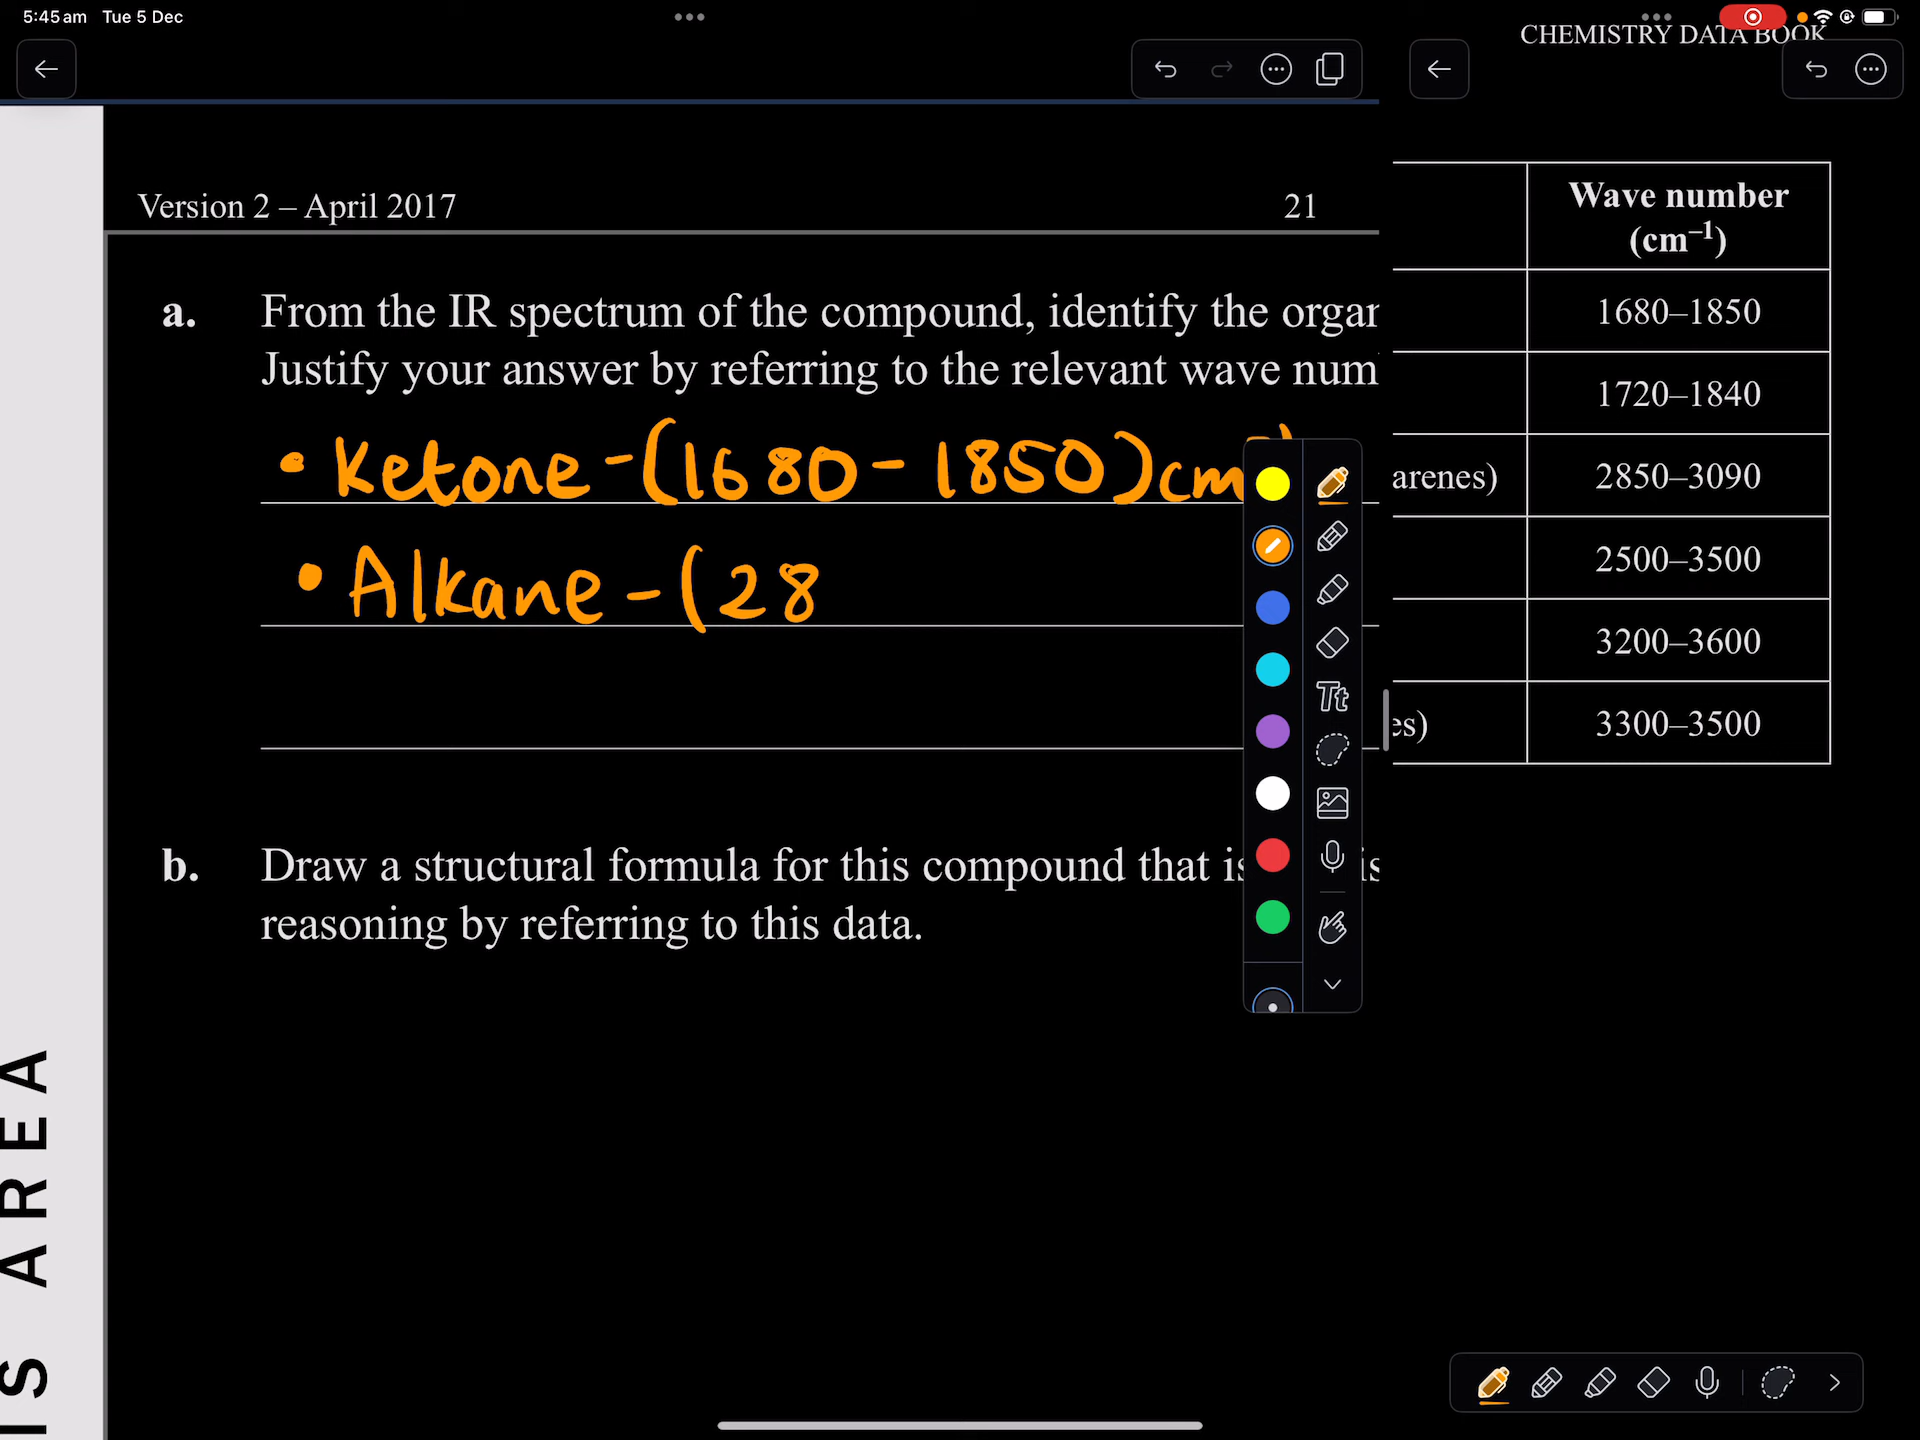 5:45 am Tue 5 Dec
CHEMISTRY DATA BOOK
Version 2 – April 2017 21
a. From the IR spectrum of the compound, identify the organ
Justify your answer by referring to the relevant wave num
• Ketone - (1680 - 1850) cm
• Alkane - (28
b. Draw a structural formula for this compound that is
reasoning by referring to this data.
Wave number
(cm⁻¹)
1680–1850
1720–1840
arenes) 2850–3090
2500–3500
3200–3600
es) 3300–3500
Tt
IS AREA